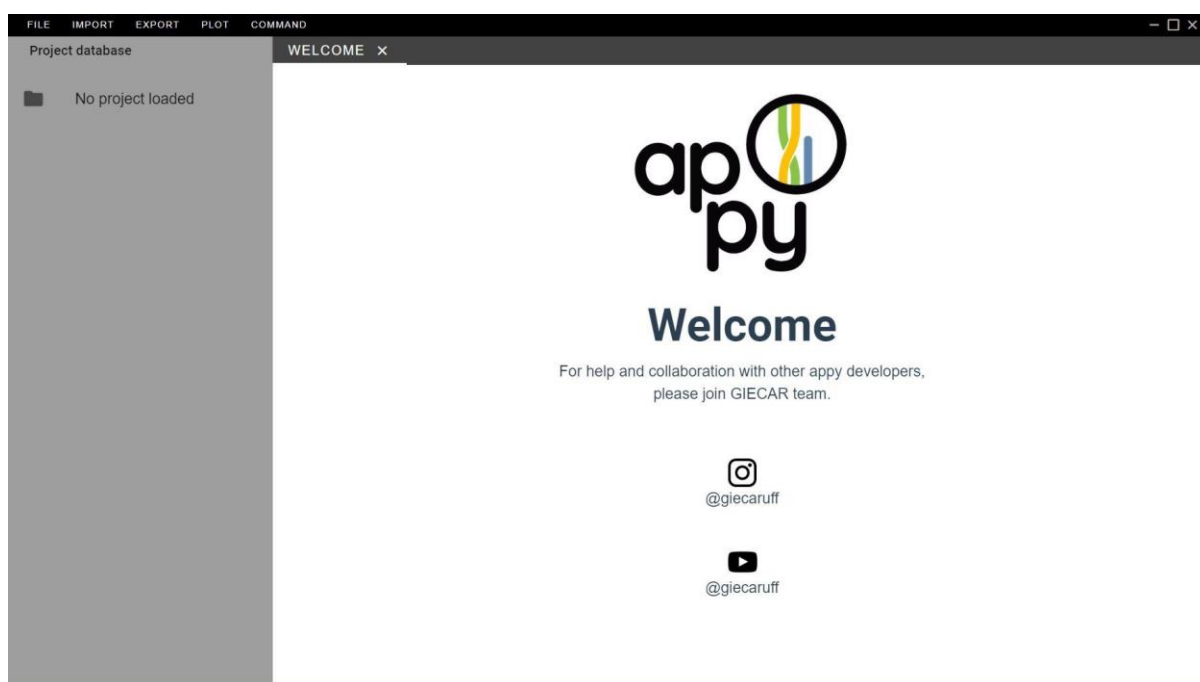 FILE IMPORT EXPORT PLOT COMMAND
Project database
WELCOME
No project loaded
ap
py
Welcome
For help and collaboration with other appy developers,
please join GIECAR team.
@giecaruff
@giecaruff